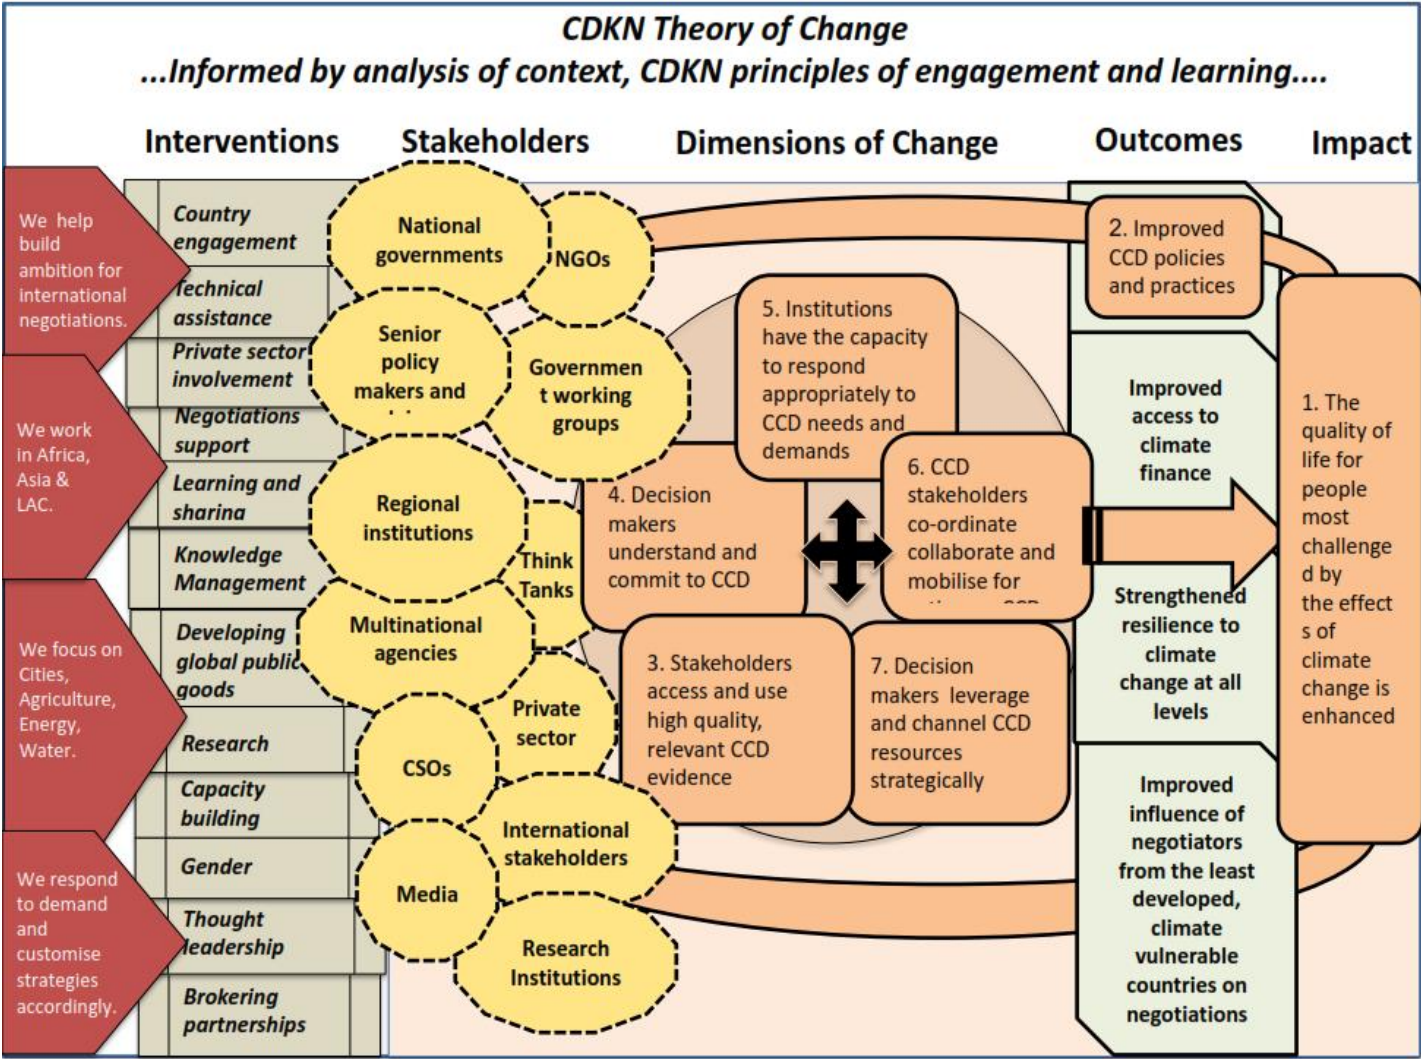 CDKN Theory of Change
...Informed by analysis of context, CDKN principles of engagement and learning....
Interventions
Stakeholders
Dimensions of Change
Outcomes
Impact
We help
build
ambition for
international
negotiations.
We work
in Africa,
Asia &
LAC.
We focus on
Cities,
Agriculture,
Energy,
Water.
We respond
to demand
and
customise
strategies
accordingly.
Country
engagement
Technical
assistance
Private sector
involvement
Negotiations
support
Learning and
sharing
Knowledge
Management
Developing
global public
goods
Research
Capacity
building
Gender
Thought
leadership
Brokering
partnerships
National
governments
NGOs
Senior
policy
makers and
Governmen
t working
groups
Regional
institutions
Think
Tanks
Multinational
agencies
Private
sector
CSOs
International
stakeholders
Media
Research
Institutions
5. Institutions
have the capacity
to respond
appropriately to
CCD needs and
demands
4. Decision
makers
understand and
commit to CCD
6. CCD
stakeholders
co-ordinate
collaborate and
mobilise for
3. Stakeholders
access and use
high quality,
relevant CCD
evidence
7. Decision
makers leverage
and channel CCD
resources
strategically
2. Improved
CCD policies
and practices
Improved
access to
climate
finance
Strengthened
resilience to
climate
change at all
levels
Improved
influence of
negotiators
from the least
developed,
climate
vulnerable
countries on
negotiations
1. The
quality of
life for
people
most
challenge
d by
the effect
s of
climate
change is
enhanced